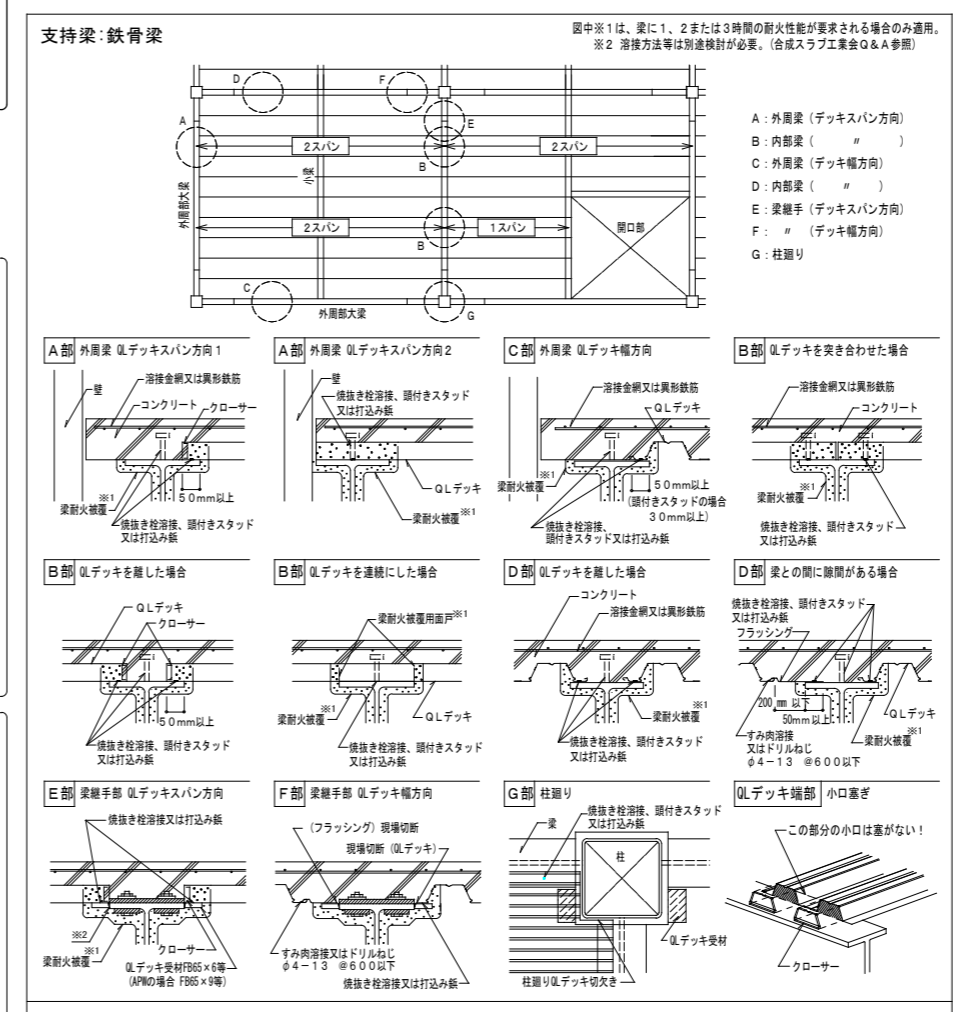 支持梁:鉄骨梁
図中※1は、梁に1、2または3時間の耐火性能が要求される場合のみ適用。
※2 溶接方法等は別途検討が必要。(合成スラブ工業会Q&A参照)
D
F
A
E
2スパン
2スパン
B
小梁
外周部大梁
2スパン
1スパン
開口部
B
C
外周部大梁
G
A:外周梁(デッキスパン方向)
B:内部梁( 〃 )
C:外周梁(デッキ幅方向)
D:内部梁( 〃 )
E:梁継手(デッキスパン方向)
F: 〃 (デッキ幅方向)
G:柱廻り
A部 外周梁 QLデッキスパン方向1
壁
溶接金網又は異形鉄筋
コンクリート
クローサー
※1
梁耐火被覆
50mm以上
焼抜き栓溶接、頭付きスタッド
又は打込み鋲
A部 外周梁 QLデッキスパン方向2
壁
焼抜き栓溶接、頭付きスタッド
又は打込み鋲
QLデッキ
梁耐火被覆※1
C部 外周梁 QLデッキ幅方向
溶接金網又は異形鉄筋
QLデッキ
※1
梁耐火被覆
50mm以上
(頭付きスタッドの場合
30mm以上)
焼抜き栓溶接、
頭付きスタッド又は打込み鋲
B部 QLデッキを突き合わせた場合
溶接金網又は異形鉄筋
コンクリート
※1
梁耐火被覆
焼抜き栓溶接、頭付きスタッド
又は打込み鋲
B部 QLデッキを離した場合
QLデッキ
クローサー
50mm以上
焼抜き栓溶接、頭付きスタッド
又は打込み鋲
B部 QLデッキを連続にした場合
梁耐火被覆用面戸※1
※1
梁耐火被覆
QLデッキ
焼抜き栓溶接、頭付きスタッド
又は打込み鋲
D部 QLデッキを離した場合
コンクリート
溶接金網又は異形鉄筋
※1
梁耐火被覆
焼抜き栓溶接、頭付きスタッド
又は打込み鋲
D部 梁との間に隙間がある場合
焼抜き栓溶接、頭付きスタッド
又は打込み鋲
フラッシング
200mm以下
50mm以上
QLデッキ
すみ肉溶接
又はドリルねじ
φ4-13 @600以下
※1
梁耐火被覆
E部 梁継手部 QLデッキスパン方向
焼抜き栓溶接又は打込み鋲
※2
※1
梁耐火被覆
クローサー
QLデッキ受材FB65×6等
(APWの場合 FB65×9等)
F部 梁継手部 QLデッキ幅方向
(フラッシング)現場切断
現場切断(QLデッキ)
すみ肉溶接又はドリルねじ
φ4-13 @600以下
焼抜き栓溶接又は打込み鋲
G部 柱廻り
梁
焼抜き栓溶接、頭付きスタッド
又は打込み鋲
柱
QLデッキ受材
柱廻りQLデッキ切欠き
QLデッキ端部 小口塞ぎ
この部分の小口は塞がない!
クローサー